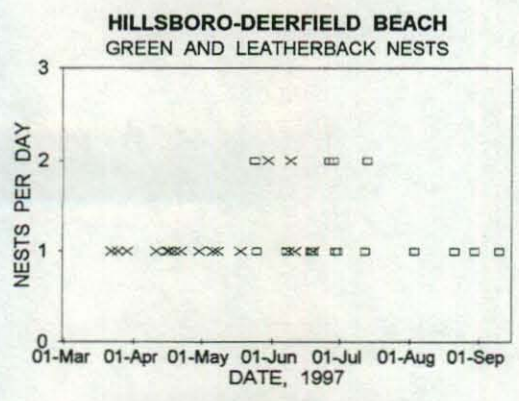 HILLSBORO-DEERFIELD BEACH
GREEN AND LEATHERBACK NESTS
3
2
1
0
NESTS PER DAY
01-Mar 01-Apr 01-May 01-Jun 01-Jul 01-Aug 01-Sep
DATE, 1997